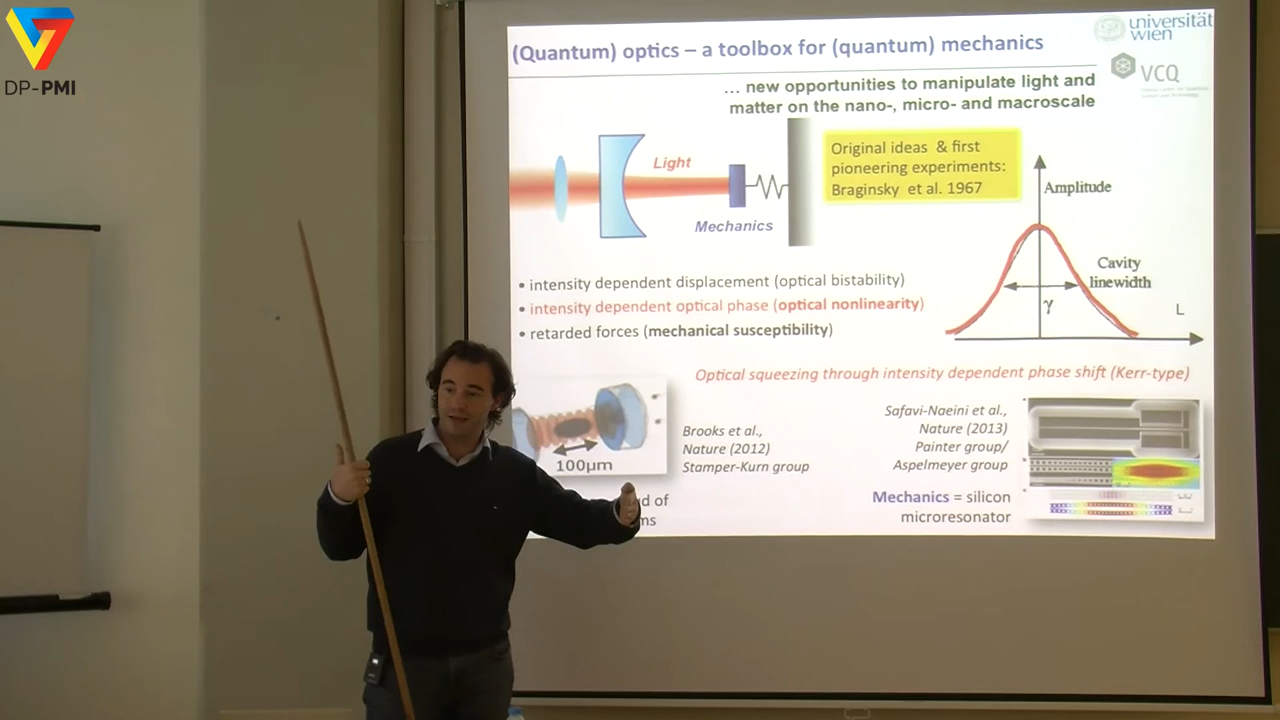 DP-PMI
(Quantum) optics – a toolbox for (quantum) mechanics
universität
wien
VCQ
... new opportunities to manipulate light and
matter on the nano-, micro- and macroscale
Light
Mechanics
Original ideas & first
pioneering experiments:
Braginsky et al. 1967
Amplitude
Cavity
linewidth
γ
L
• intensity dependent displacement (optical bistability)
• intensity dependent optical phase (optical nonlinearity)
• retarded forces (mechanical susceptibility)
Optical squeezing through intensity dependent phase shift (Kerr-type)
100µm
Brooks et al.,
Nature (2012)
Stamper-Kurn group
Safavi-Naeini et al.,
Nature (2013)
Painter group/
Aspelmeyer group
of
Mechanics = silicon
microresonator